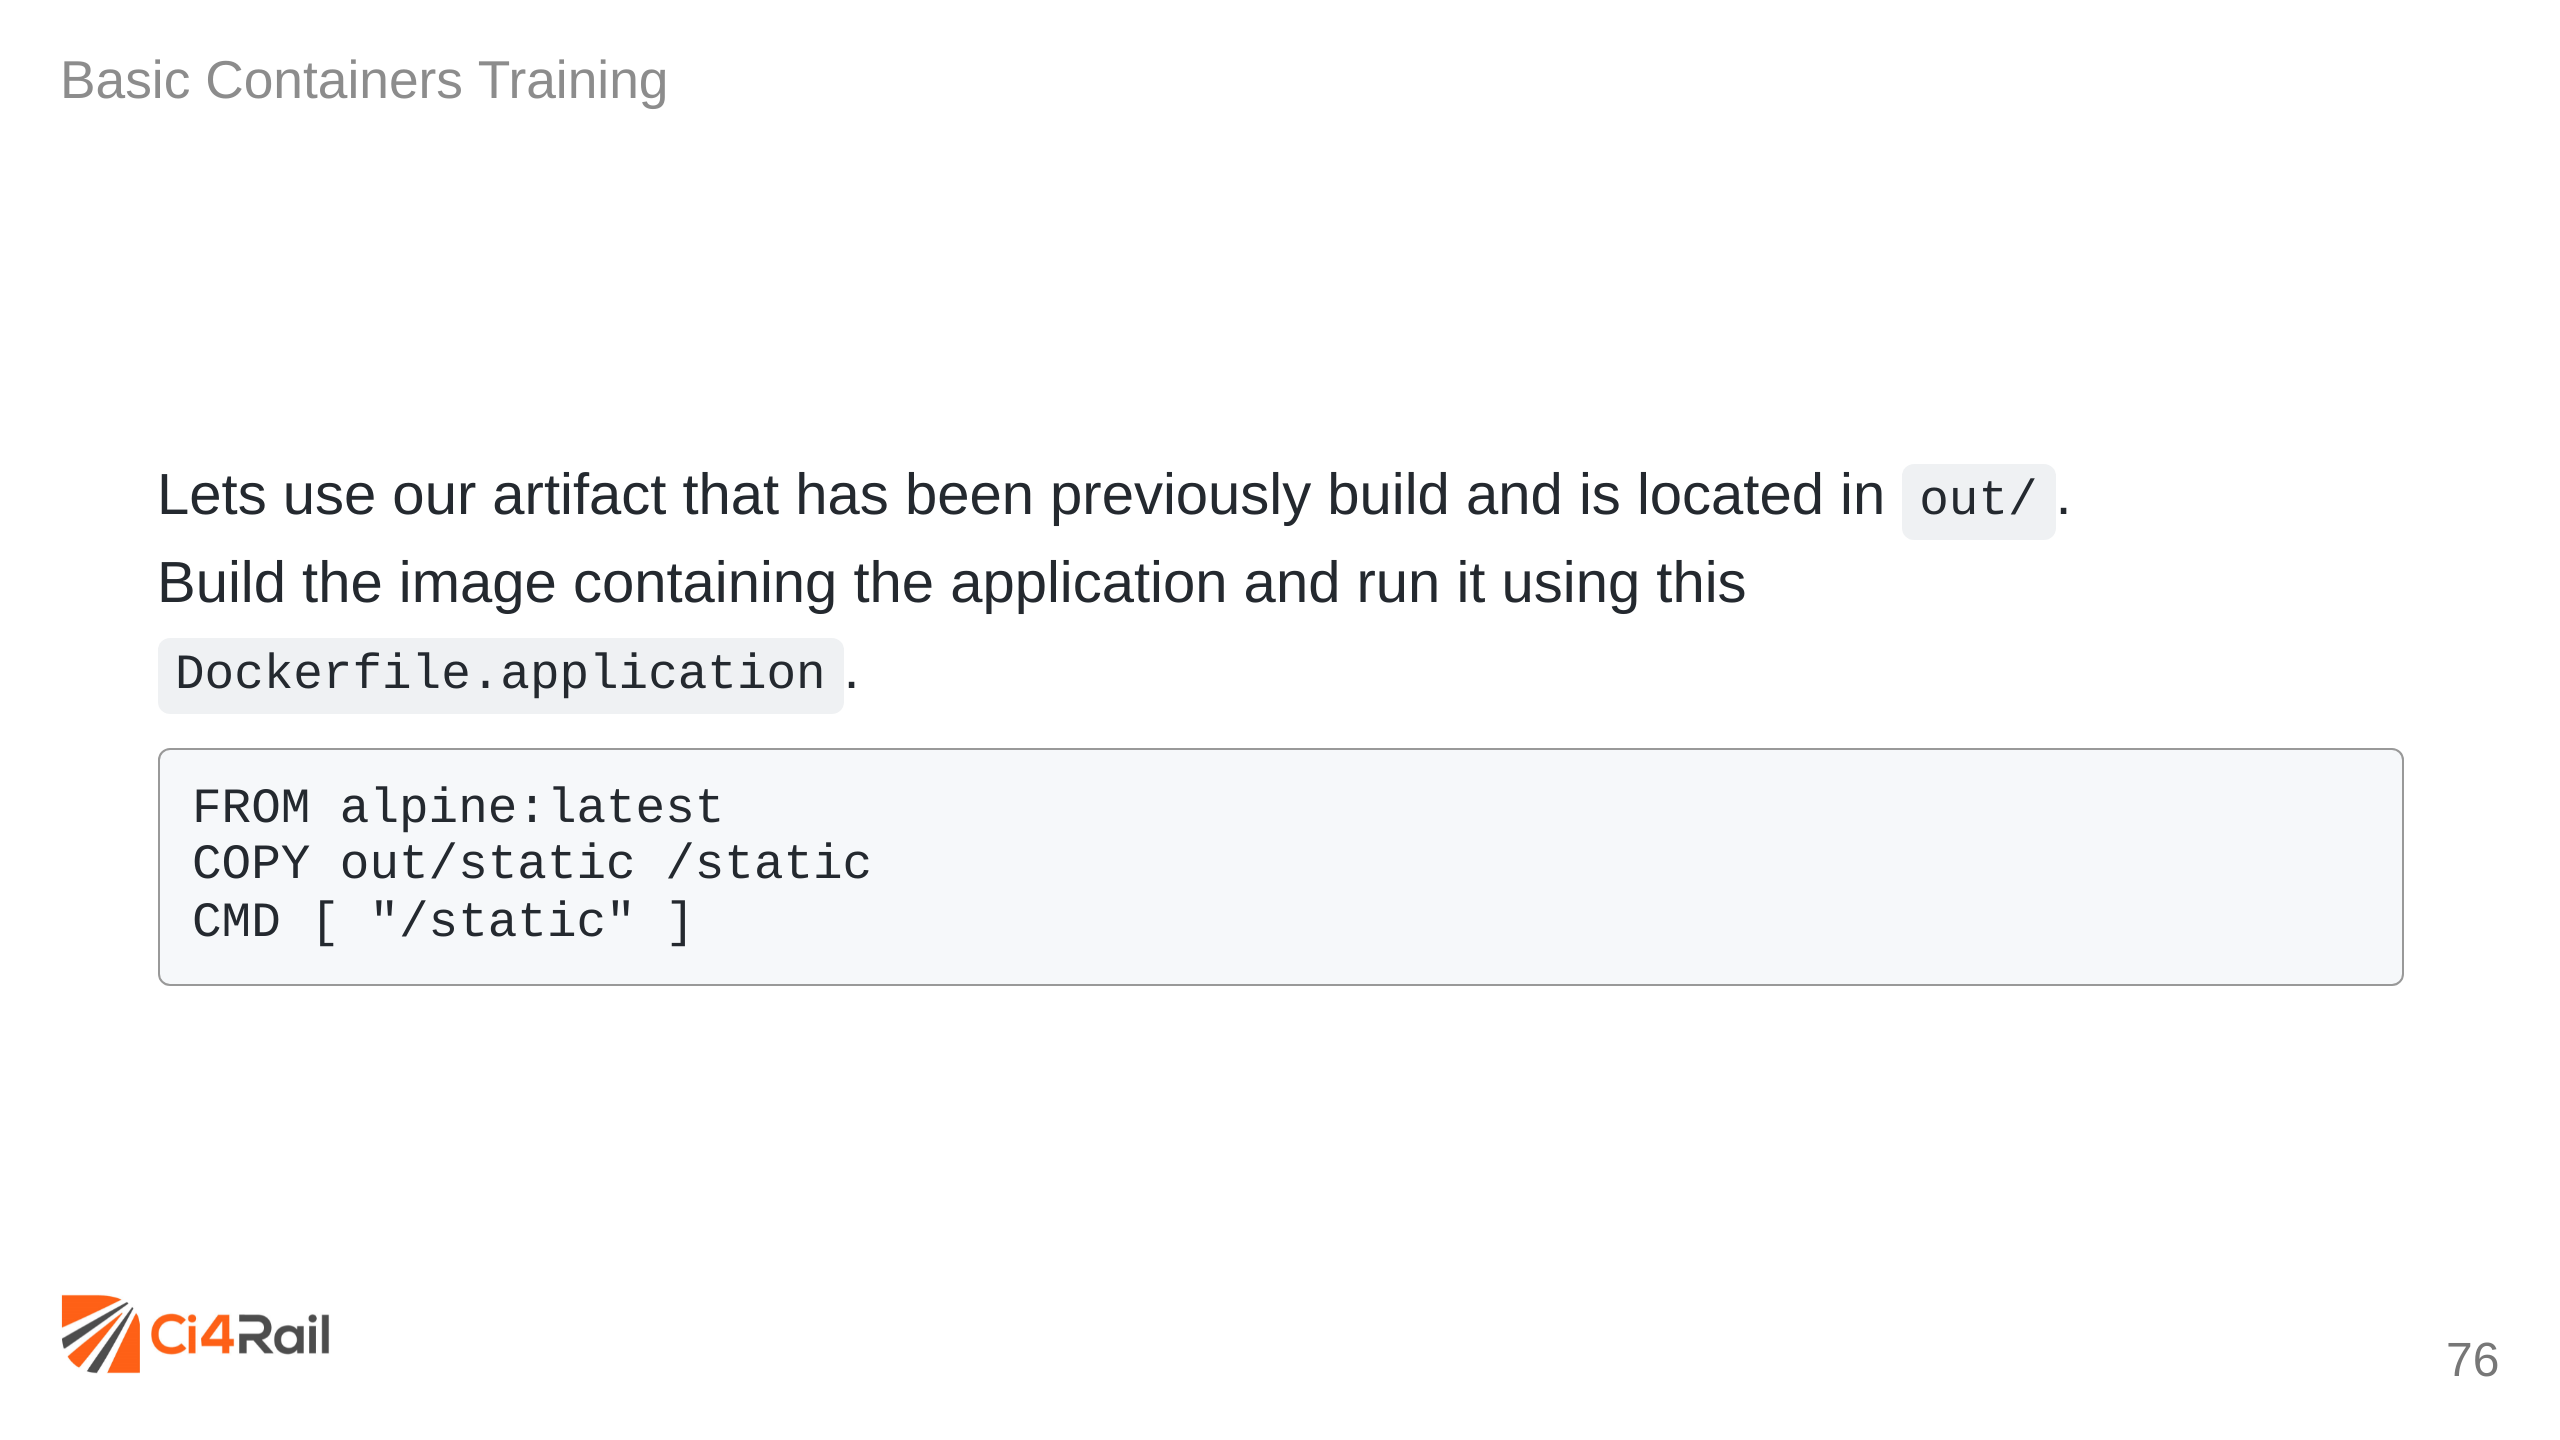 Basic Containers Training
Lets use our artifact that has been previously build and is located in out/.
Build the image containing the application and run it using this
Dockerfile.application.
FROM alpine:latest
COPY out/static /static
CMD [ "/static" ]
Ci4Rail
76